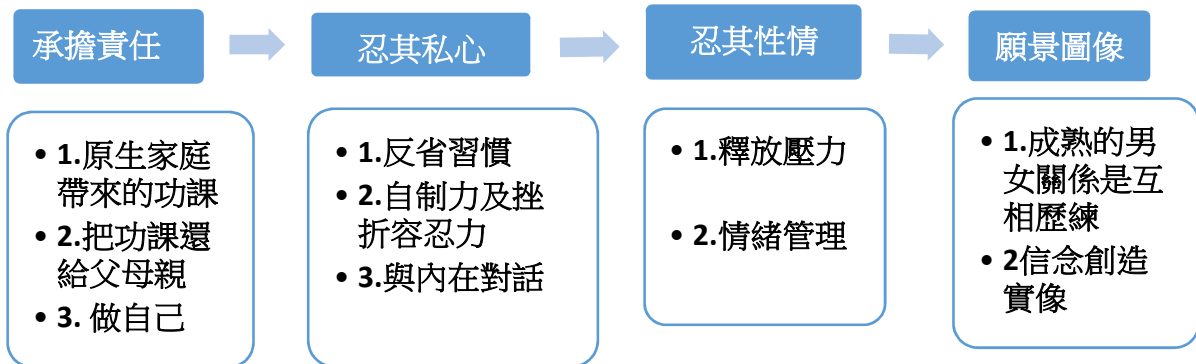 承擔責任
忍其私心
忍其性情
願景圖像
• 1.原生家庭
帶來的功課
• 2.把功課還
給父母親
• 3. 做自己
• 1.反省習慣
• 2.自制力及挫
折容忍力
• 3.與內在對話
• 1.釋放壓力
• 2.情緒管理
• 1.成熟的男
女關係是互
相歷練
• 2信念創造
實像